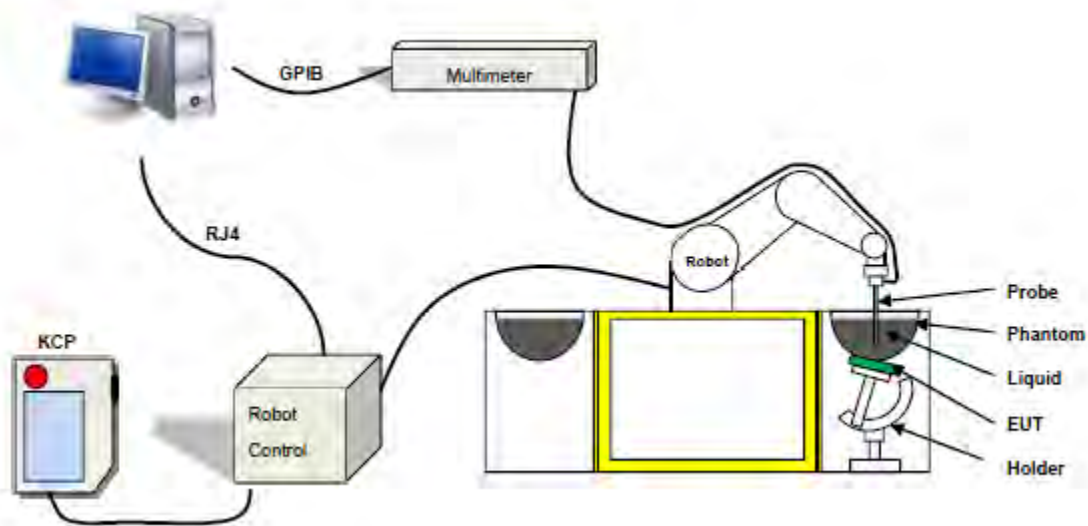 GPIB
Multimeter
RJ4
Robot
Probe
Phantom
KCP
Liquid
Robot
Control
EUT
Holder